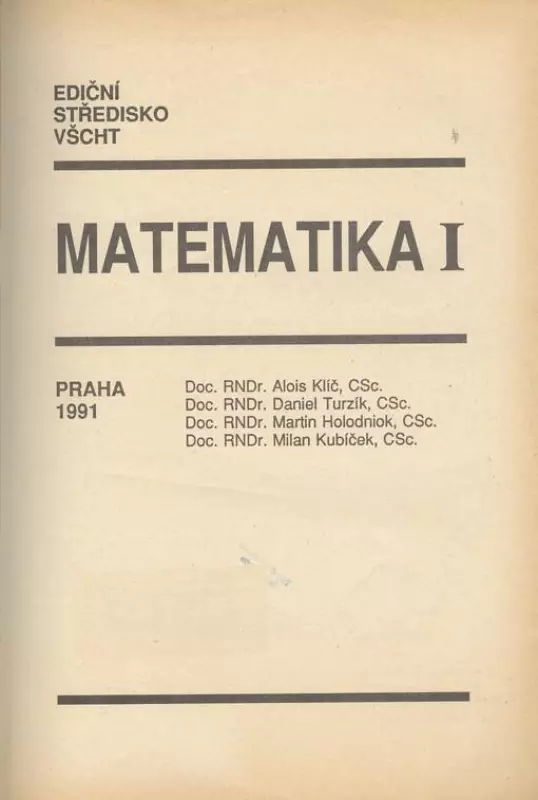 EDIČNÍ
STŘEDISKO
VŠCHT
MATEMATIKA I
PRAHA
1991
Doc. RNDr. Alois Klíč, CSc.
Doc. RNDr. Daniel Turzík, CSc.
Doc. RNDr. Martin Holodniok, CSc.
Doc. RNDr. Milan Kubíček, CSc.